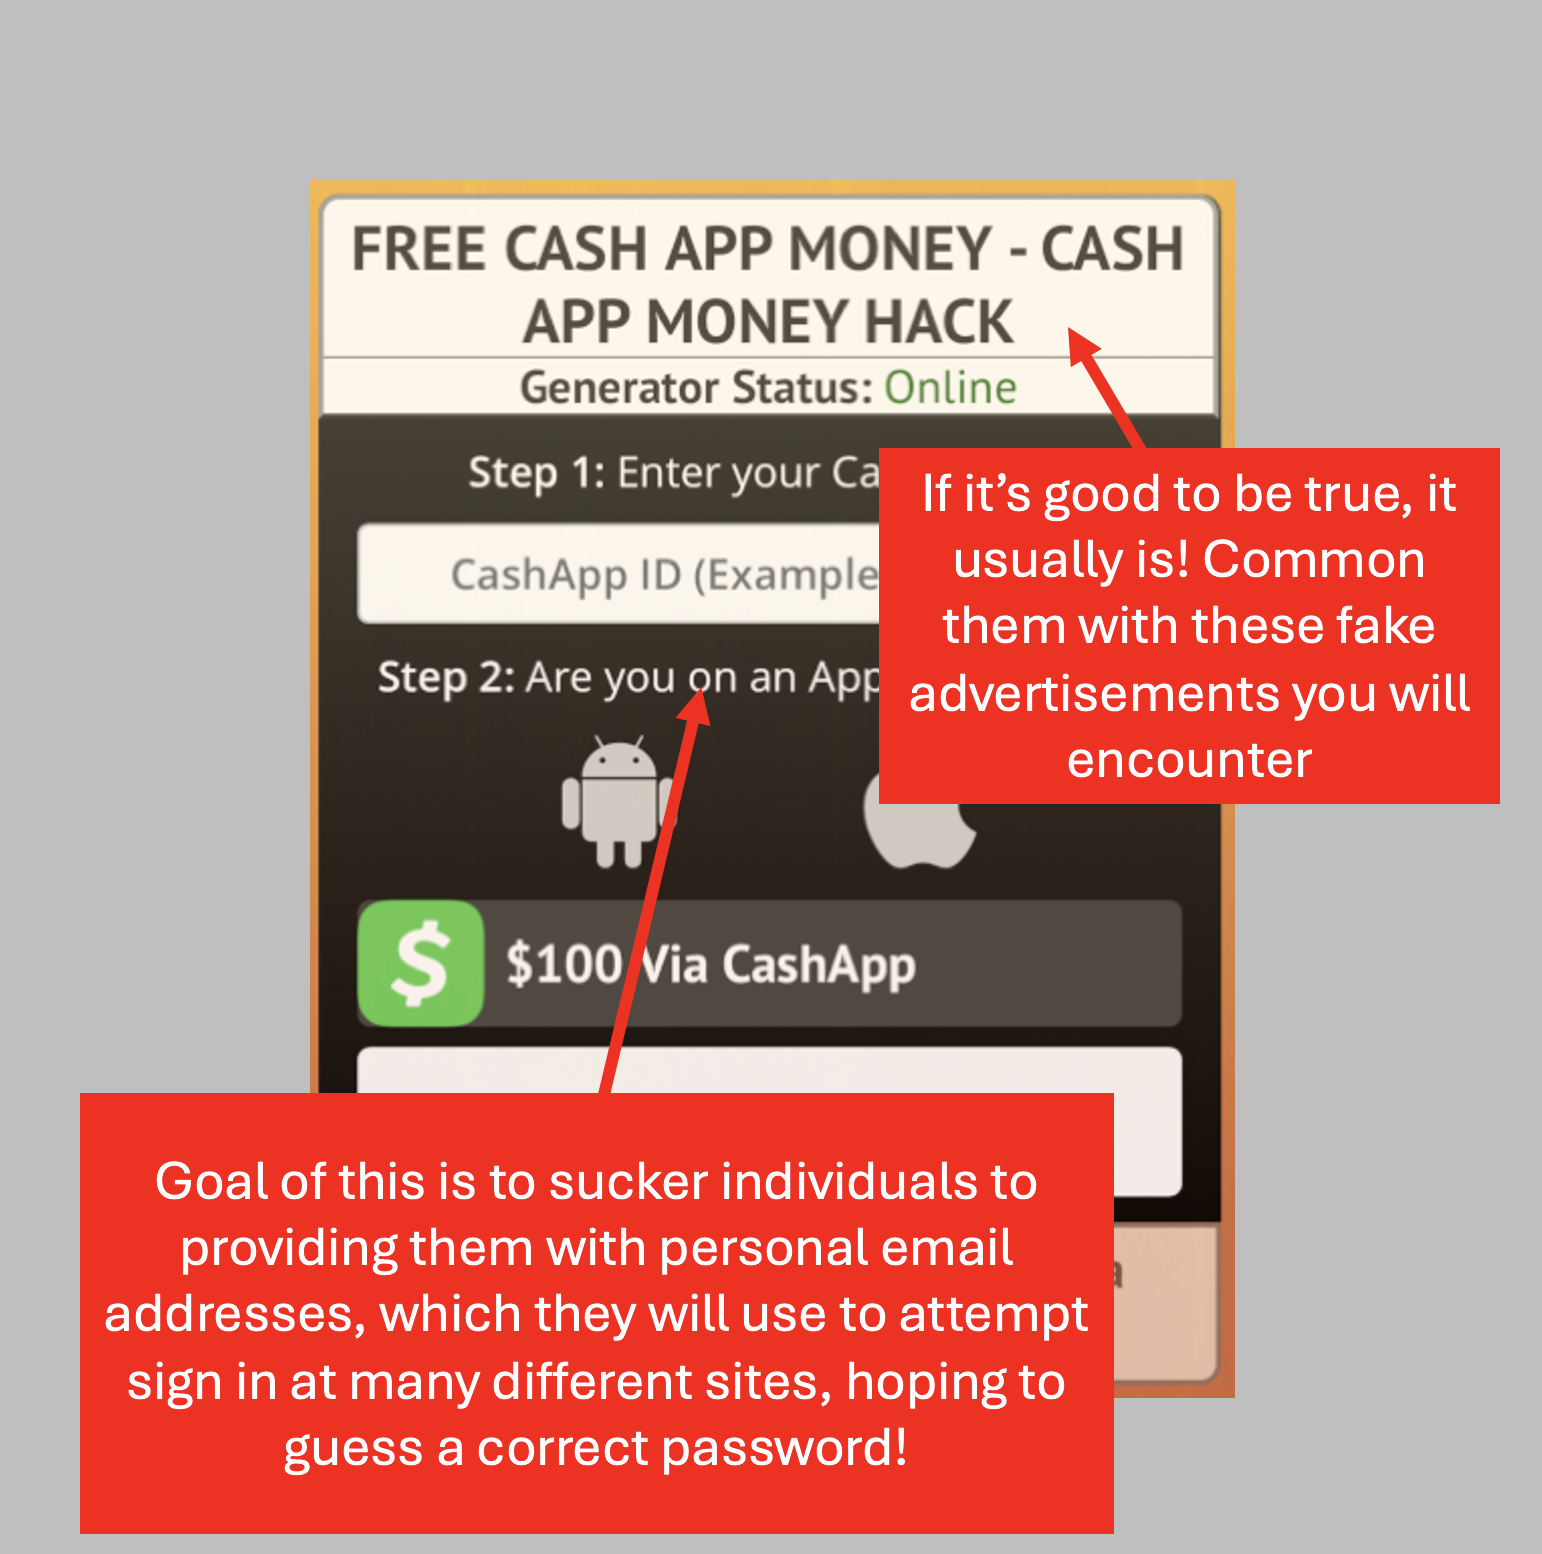 FREE CASH APP MONEY - CASH
APP MONEY HACK
Generator Status: Online
Step 1: Enter your
CashApp ID (Example
Step 2: Are you on an
$100 Via CashApp
If it’s good to be true, it
usually is! Common
them with these fake
advertisements you will
encounter
Goal of this is to sucker individuals to
providing them with personal email
addresses, which they will use to attempt
sign in at many different sites, hoping to
guess a correct password!